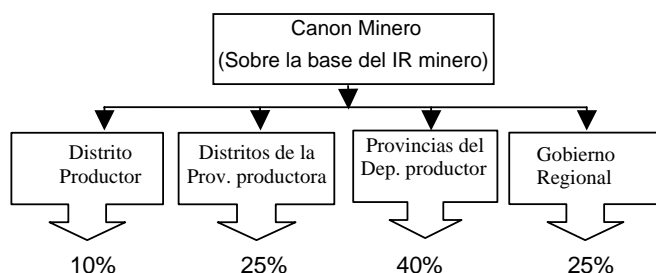 Canon Minero
(Sobre la base del IR minero)
Distrito
Productor
Distritos de la
Prov. productora
Provincias del
Dep. productor
Gobierno
Regional
10%
25%
40%
25%